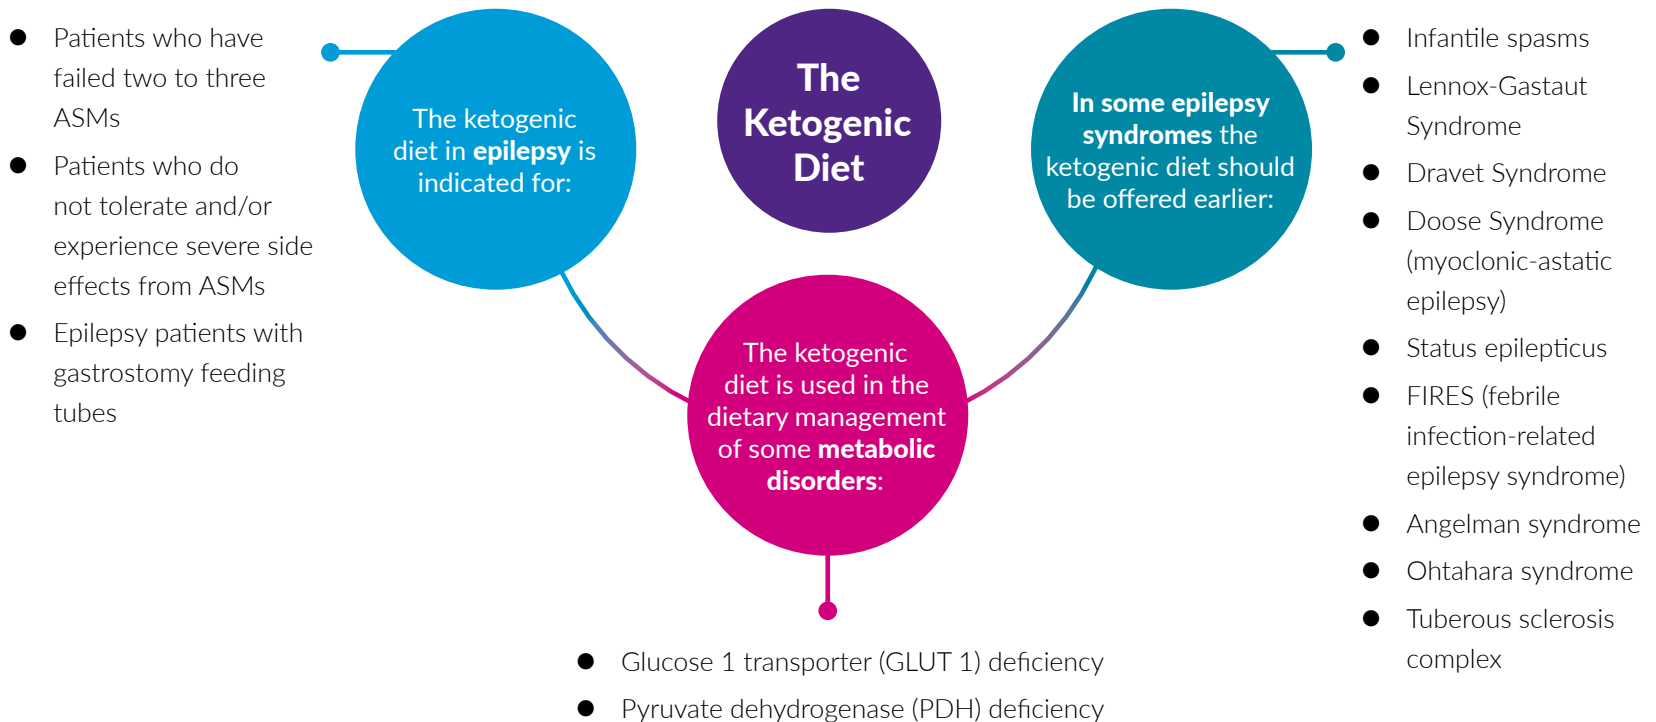 ● Patients who have
failed two to three
ASMs
● Patients who do
not tolerate and/or
experience severe side
effects from ASMs
● Epilepsy patients with
gastrostomy feeding
tubes
The ketogenic
diet in epilepsy is
indicated for:
The
Ketogenic
Diet
In some epilepsy
syndromes the
ketogenic diet should
be offered earlier:
● Infantile spasms
● Lennox-Gastaut
Syndrome
● Dravet Syndrome
● Doose Syndrome
(myoclonic-astatic
epilepsy)
● Status epilepticus
● FIRES (febrile
infection-related
epilepsy syndrome)
● Angelman syndrome
● Ohtahara syndrome
● Tuberous sclerosis
complex
The ketogenic
diet is used in the
dietary management
of some metabolic
disorders:
● Glucose 1 transporter (GLUT 1) deficiency
● Pyruvate dehydrogenase (PDH) deficiency